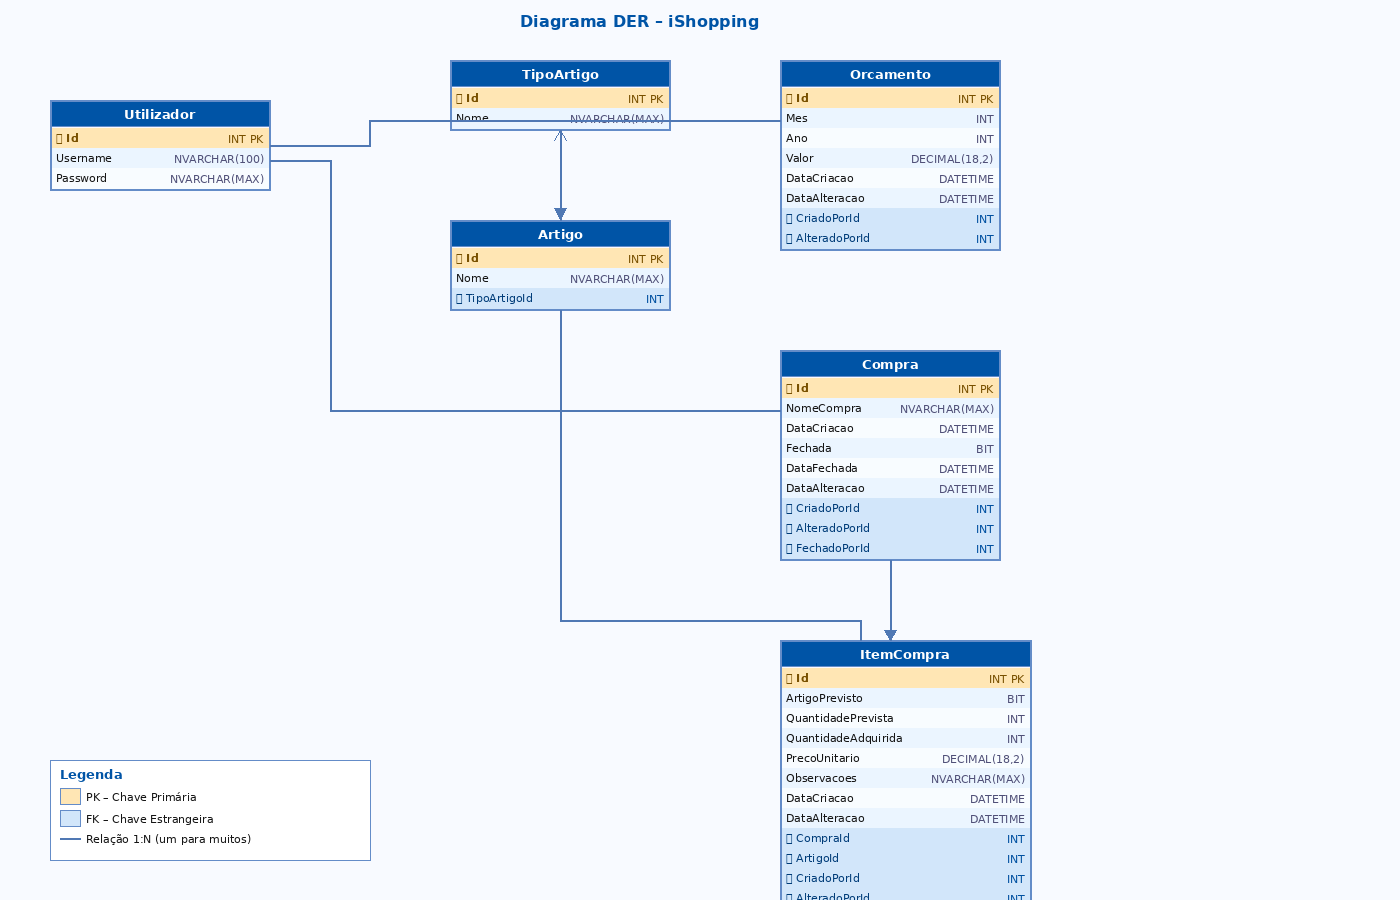 Diagrama DER – iShopping
TipoArtigo
Id INT PK
Nome NVARCHAR(MAX)
Orcamento
Id INT PK
Mes INT
Ano INT
Valor DECIMAL(18,2)
DataCriacao DATETIME
DataAlteracao DATETIME
CriadoPorId INT
AlteradoPorId INT
Utilizador
Id INT PK
Username NVARCHAR(100)
Password NVARCHAR(MAX)
Artigo
Id INT PK
Nome NVARCHAR(MAX)
TipoArtigoId INT
Compra
Id INT PK
NomeCompra NVARCHAR(MAX)
DataCriacao DATETIME
Fechada BIT
DataFechada DATETIME
DataAlteracao DATETIME
CriadoPorId INT
AlteradoPorId INT
FechadoPorId INT
ItemCompra
Id INT PK
ArtigoPrevisto BIT
QuantidadePrevista INT
QuantidadeAdquirida INT
PrecoUnitario DECIMAL(18,2)
Observacoes NVARCHAR(MAX)
DataCriacao DATETIME
DataAlteracao DATETIME
CompraId INT
ArtigoId INT
CriadoPorId INT
AlteradoPorId INT
Legenda
PK – Chave Primária
FK – Chave Estrangeira
Relação 1:N (um para muitos)